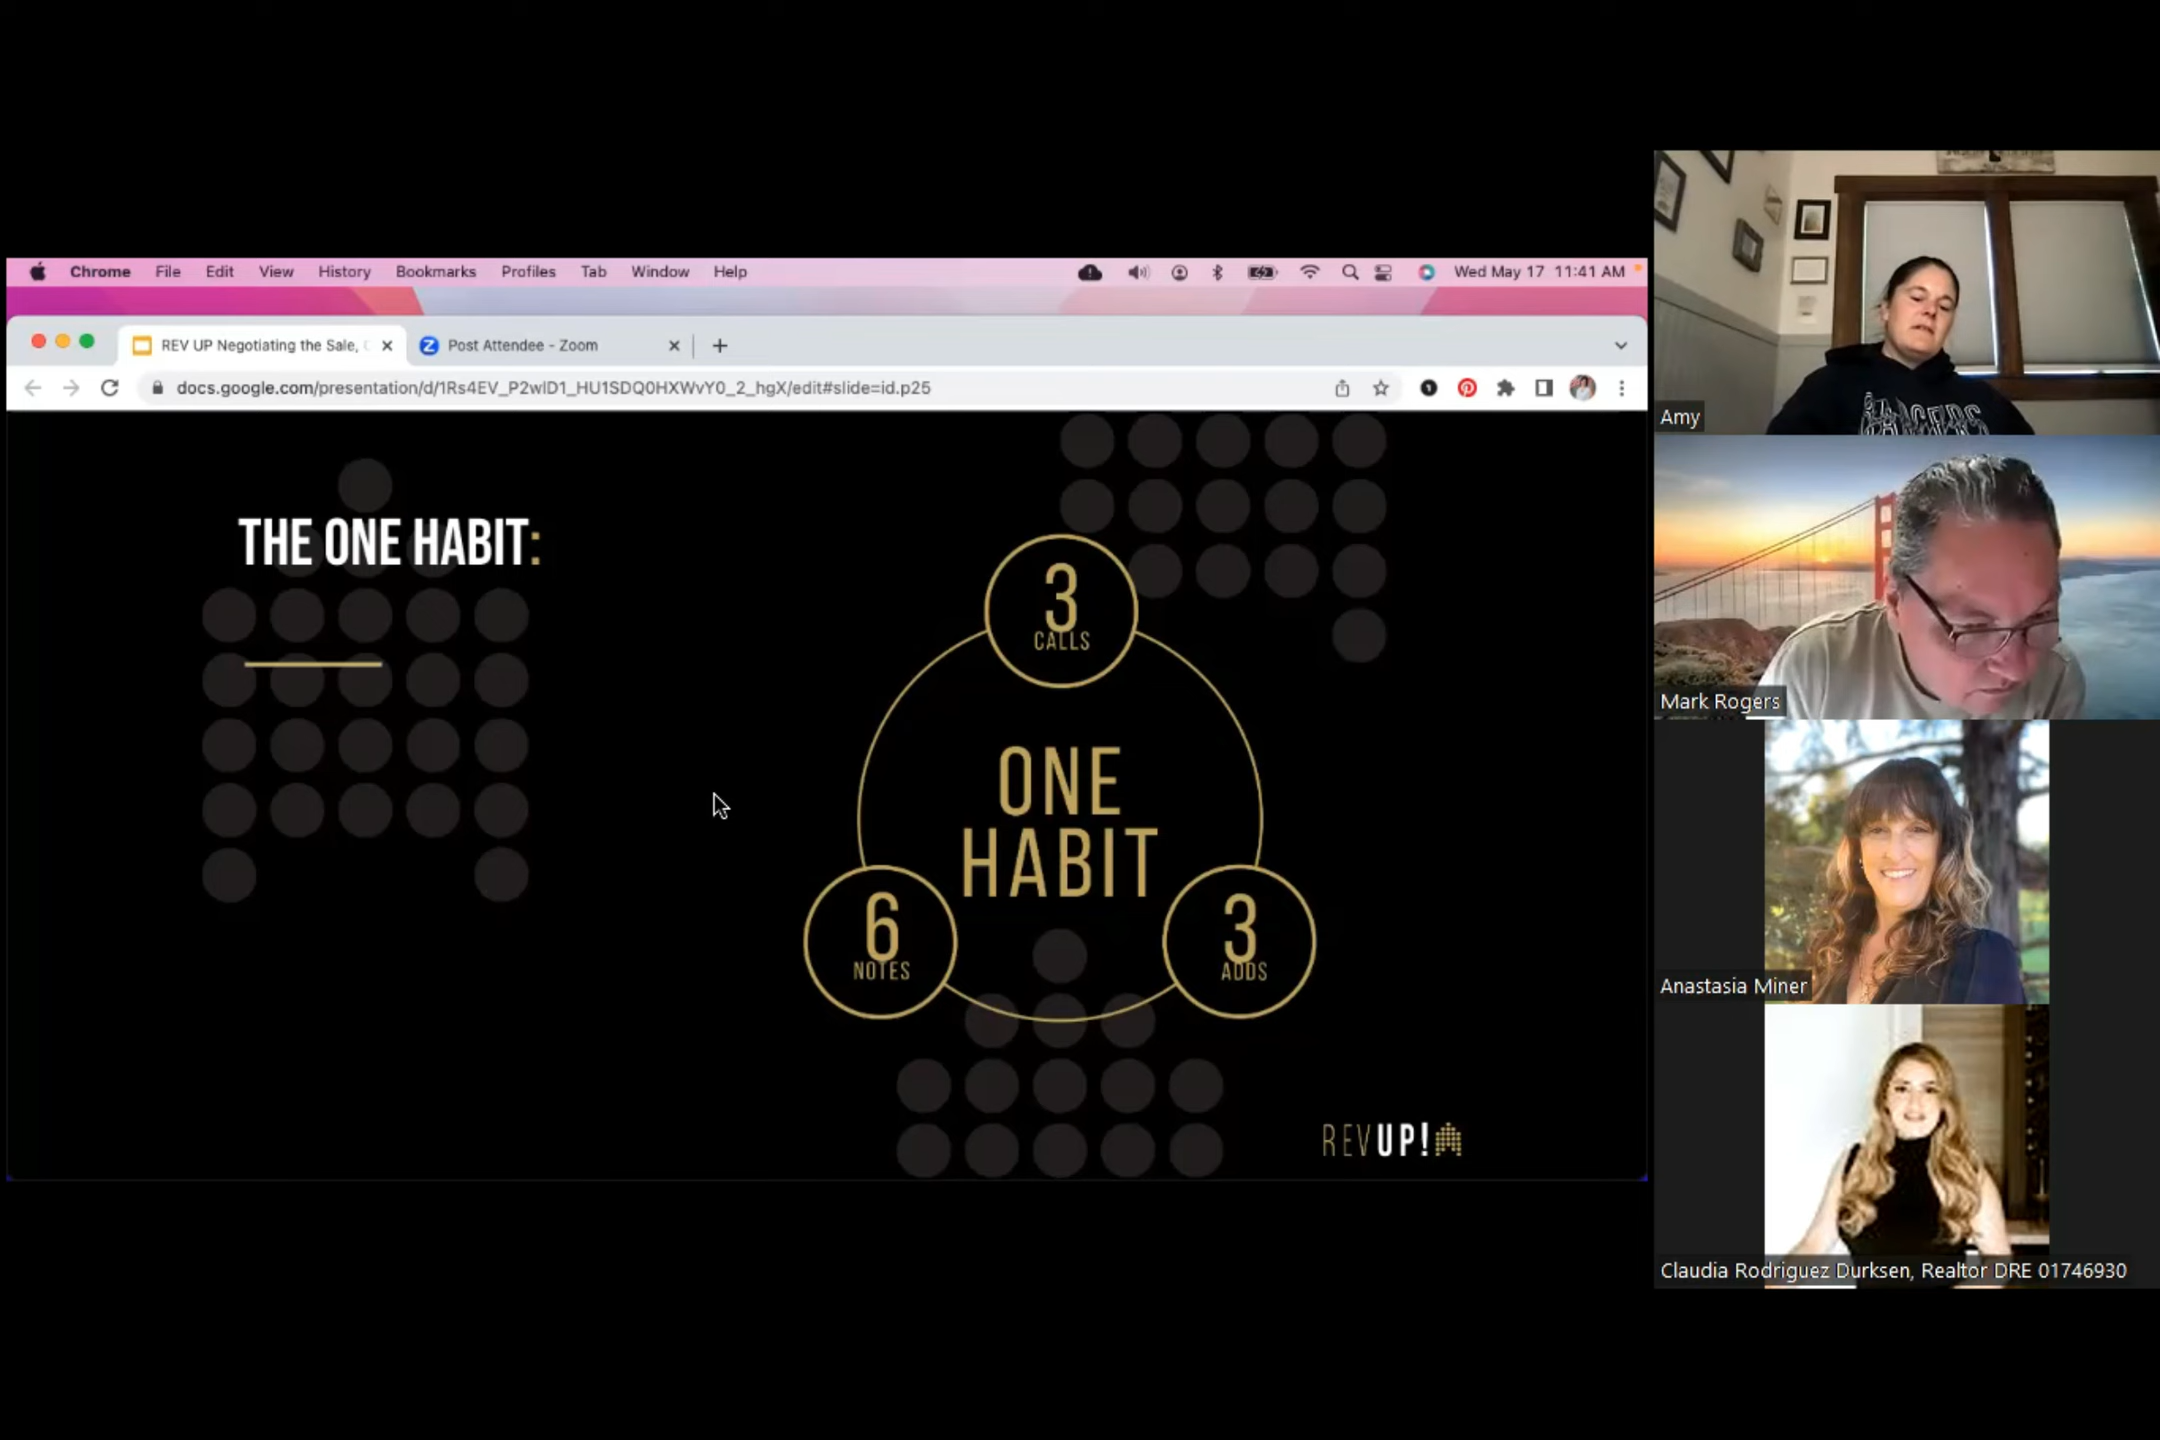 Chrome File Edit View History Bookmarks Profiles Tab Window Help Wed May 17 11:41 AM
REV UP Negotiating the Sale, Post Attendee - Zoom
docs.google.com/presentation/d/1Rs4EV_P2wlD1_HU1SDQ0HXWvY0_2_hgX/edit#slide=id.p25
THE ONE HABIT:
3
CALLS
ONE
HABIT
6
NOTES
3
ADDS
REVUP!
Amy
Mark Rogers
Anastasia Miner
Claudia Rodriguez Durksen, Realtor DRE 01746930